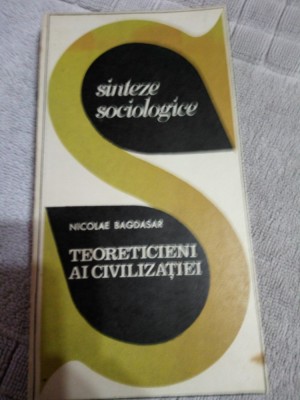 sinteze
sociologice
NICOLAE BAGDASAR
TEORETICIENI
AI CIVILIZAȚIEI